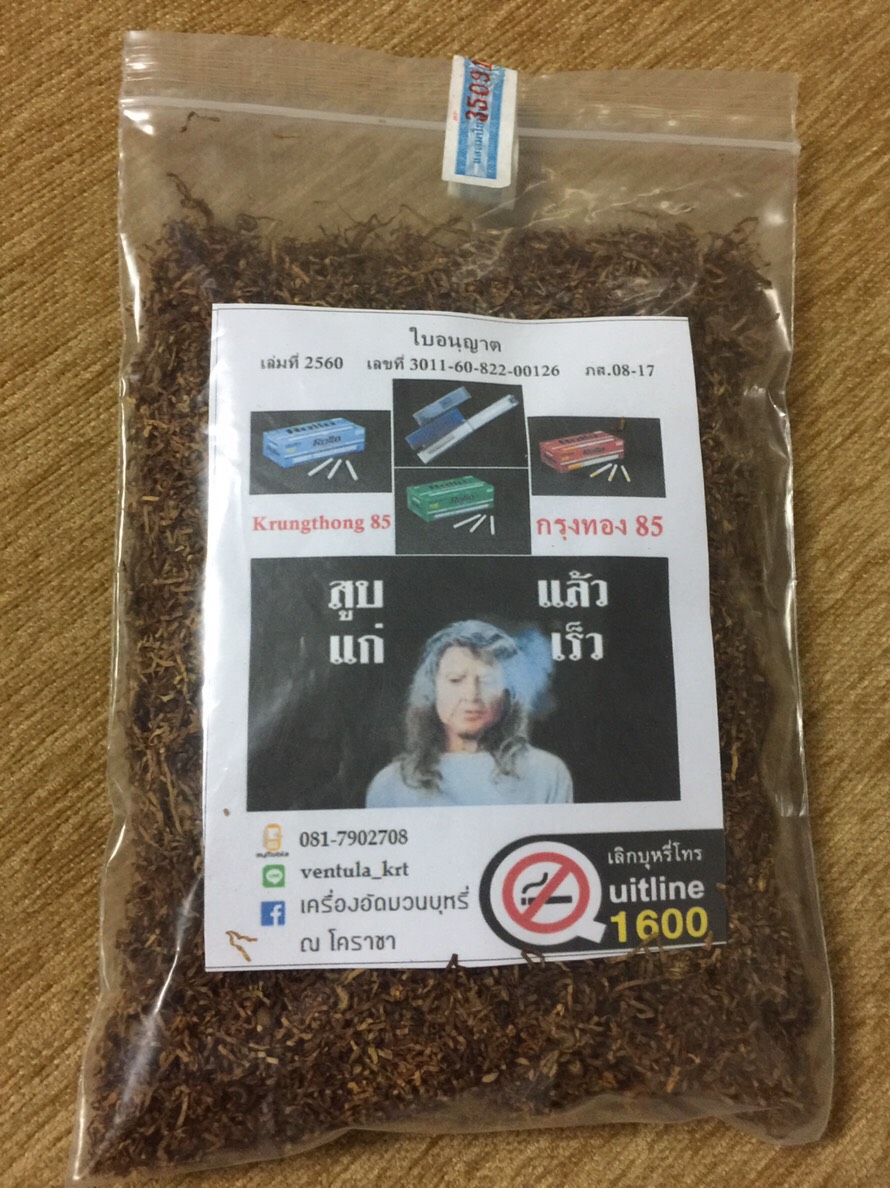 35094
ใบอนุญาต
เล่มที่ 2560 เลขที่ 3011-60-822-00126 ภส.08-17
Rollo
Rollo
Rollo
Krungthong 85
กรุงทอง 85
สูบ แล้ว
แก่ เร็ว
081-7902708
ventula_krt
เครื่องอัดมวนบุหรี่
ณ โคราชา
เลิกบุหรี่โทร
Quitline
1600